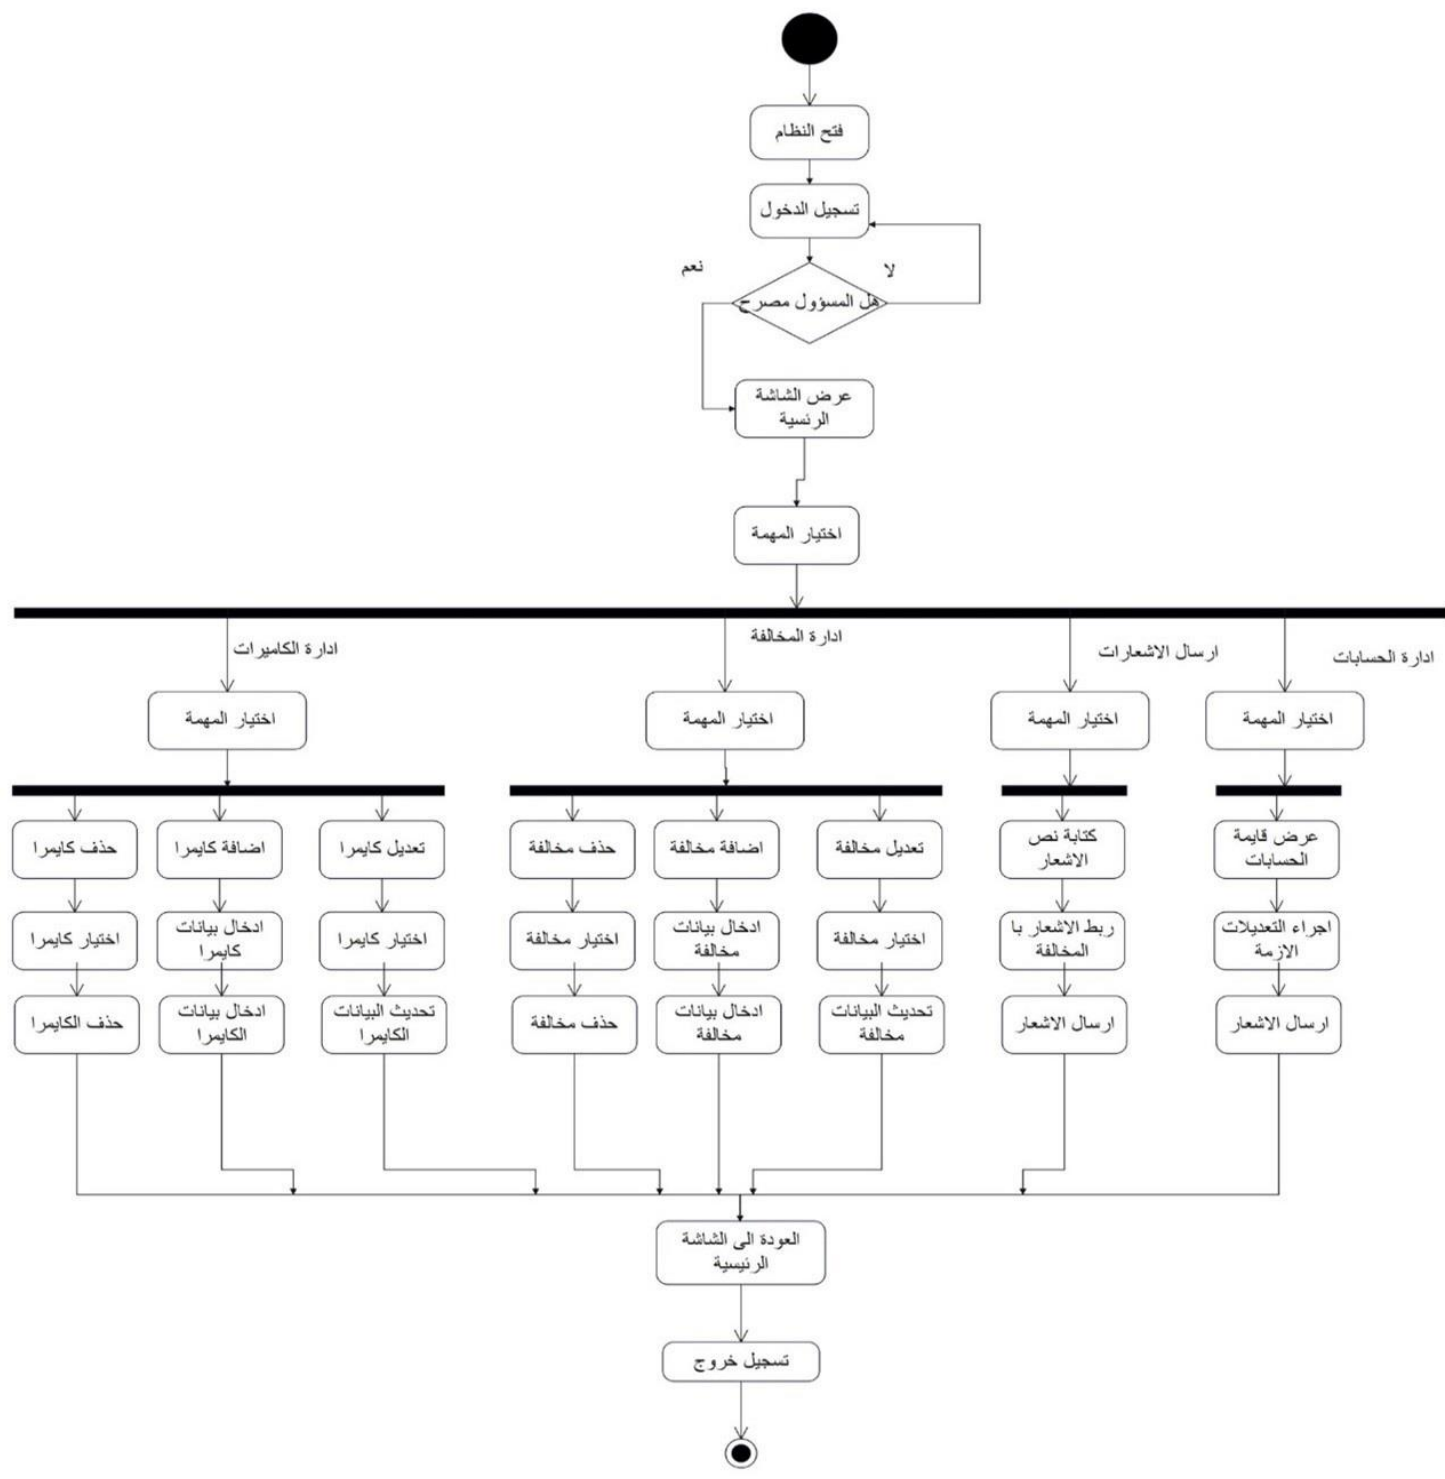 فتح النظام
تسجيل الدخول
نعم
لا
هل المسؤول مصرح
عرض الشاشة
الرئسية
اختيار المهمة
ادارة الكاميرات
ادارة المخالفة
ارسال الاشعارات
ادارة الحسابات
اختيار المهمة
اختيار المهمة
اختيار المهمة
اختيار المهمة
حذف كايمرا
اضافة كايمرا
تعديل كايمرا
حذف مخالفة
اضافة مخالفة
تعديل مخالفة
كتابة نص
الاشعار
عرض قايمة
الحسابات
اختيار كايمرا
ادخال بيانات
كايمرا
اختيار كايمرا
اختيار مخالفة
ادخال بيانات
مخالفة
اختيار مخالفة
ربط الاشعار با
المخالفة
اجراء التعديلات
الازمة
حذف الكايمرا
ادخال بيانات
الكايمرا
تحديث البيانات
الكايمرا
حذف مخالفة
ادخال بيانات
مخالفة
تحديث البيانات
مخالفة
ارسال الاشعار
ارسال الاشعار
العودة الى الشاشة
الرئيسية
تسجيل خروج